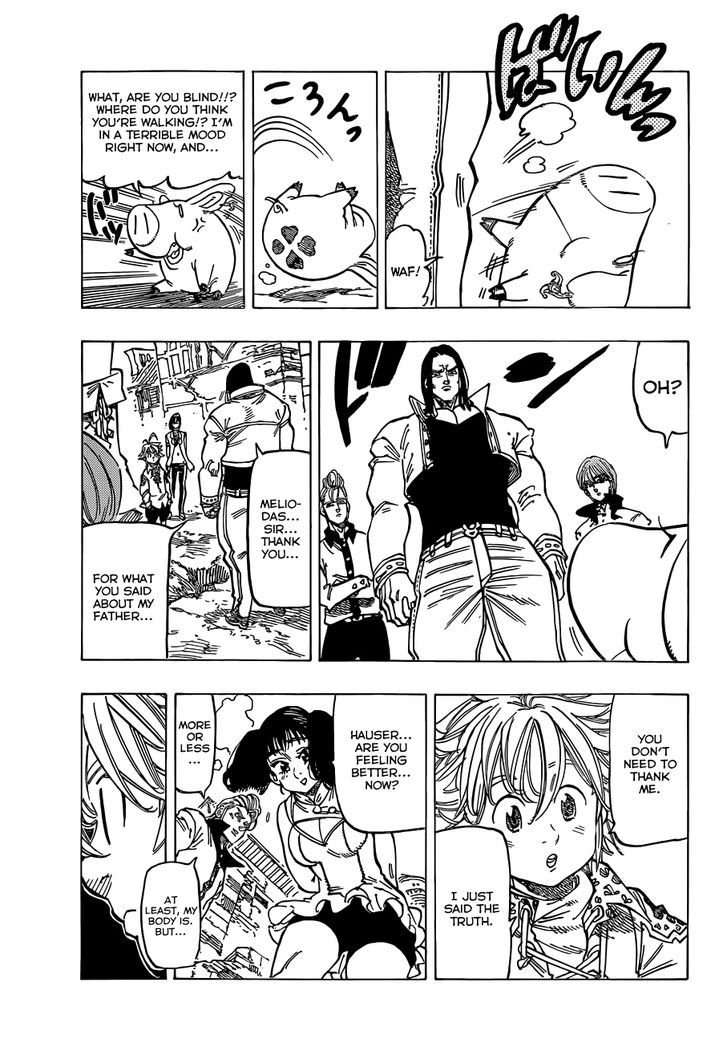 ばいんっ
WAF!
ころんっ
WHAT, ARE YOU BLIND!!?
WHERE DO YOU THINK
YOU'RE WALKING!? I'M
IN A TERRIBLE MOOD
RIGHT NOW, AND...
OH?
MELIO-
DAS...
SIR...
THANK
YOU...
FOR WHAT
YOU SAID
ABOUT MY
FATHER...
YOU
DON'T
NEED TO
THANK
ME.
I JUST
SAID THE
TRUTH.
HAUSER...
ARE YOU
FEELING
BETTER...
NOW?
MORE
OR
LESS
...
AT
LEAST, MY
BODY IS.
BUT...